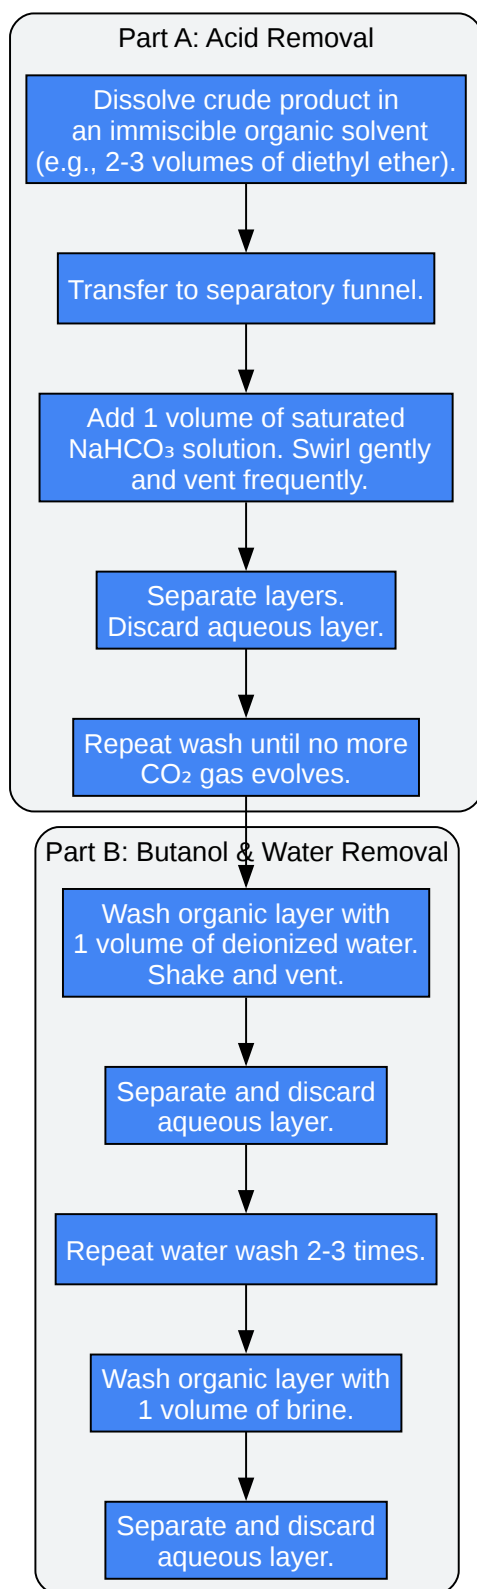 Part A: Acid Removal
Dissolve crude product in
an immiscible organic solvent
(e.g., 2-3 volumes of diethyl ether).
Transfer to separatory funnel.
Add 1 volume of saturated
NaHCO₃ solution. Swirl gently
and vent frequently.
Separate layers.
Discard aqueous layer.
Repeat wash until no more
CO₂ gas evolves.
Part B: Butanol & Water Removal
Wash organic layer with
1 volume of deionized water.
Shake and vent.
Separate and discard
aqueous layer.
Repeat water wash 2-3 times.
Wash organic layer with
1 volume of brine.
Separate and discard
aqueous layer.